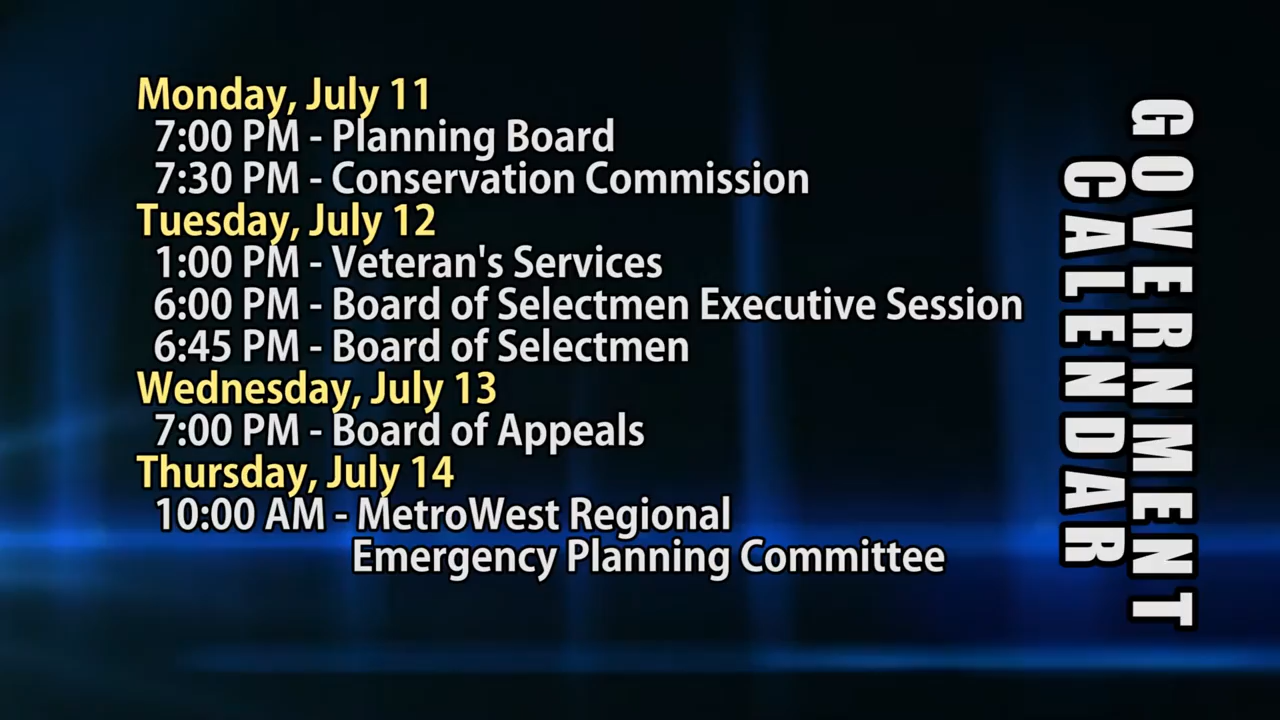 Monday, July 11
7:00 PM - Planning Board
7:30 PM - Conservation Commission
Tuesday, July 12
1:00 PM - Veteran's Services
6:00 PM - Board of Selectmen Executive Session
6:45 PM - Board of Selectmen
Wednesday, July 13
7:00 PM - Board of Appeals
Thursday, July 14
10:00 AM - MetroWest Regional
Emergency Planning Committee
GOVERNMENT
CALENDAR